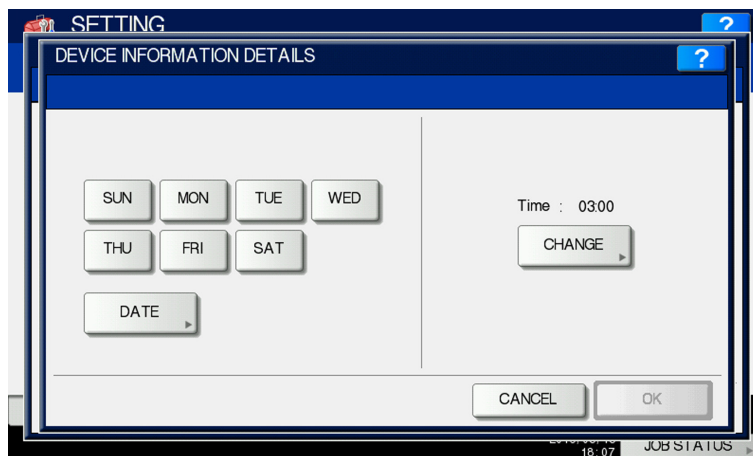 SETTING
?
DEVICE INFORMATION DETAILS
?
SUN MON TUE WED
Time : 03:00
THU FRI SAT
CHANGE
DATE
CANCEL OK
JOB STATUS
18:07